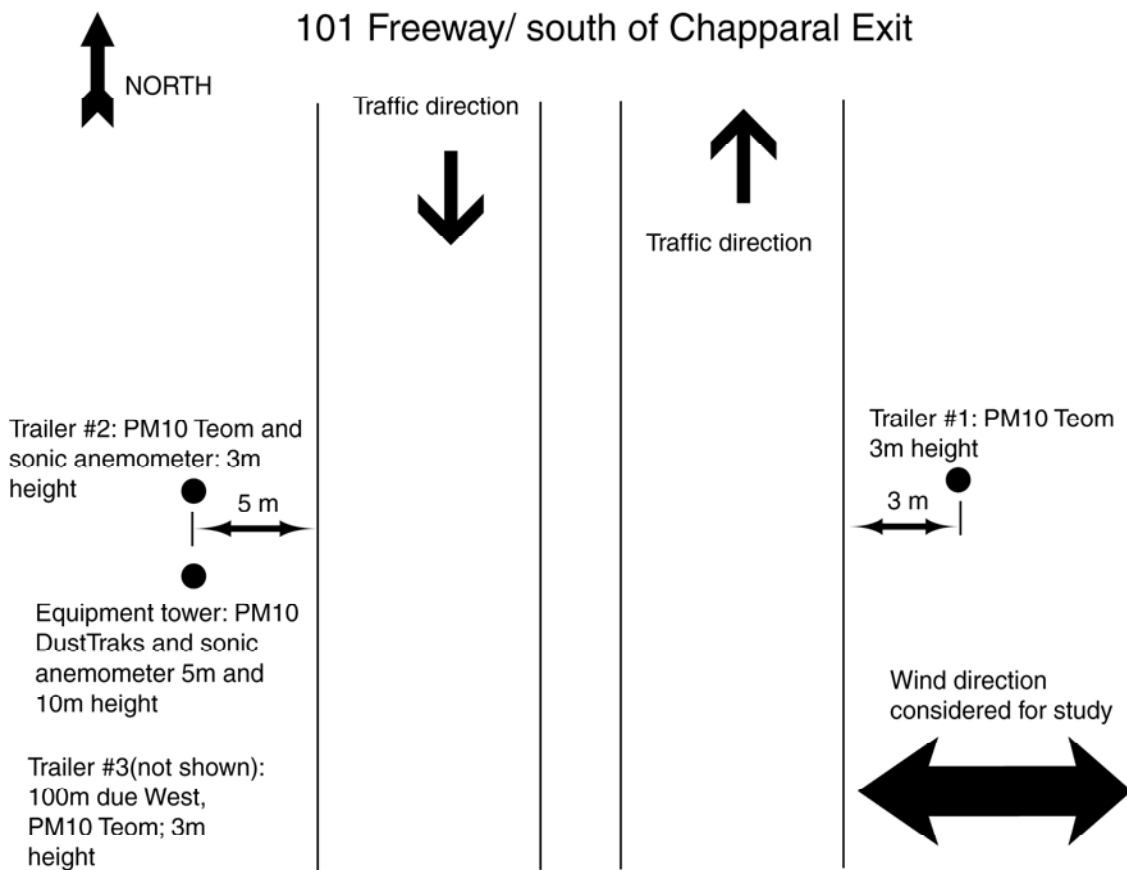 101 Freeway/ south of Chapparal Exit
NORTH
Traffic direction
Traffic direction
Trailer #2: PM10 Teom and
sonic anemometer: 3m
height
5 m
Trailer #1: PM10 Teom
3m height
3 m
Equipment tower: PM10
DustTraks and sonic
anemometer 5m and
10m height
Wind direction
considered for study
Trailer #3(not shown):
100m due West,
PM10 Teom; 3m
height